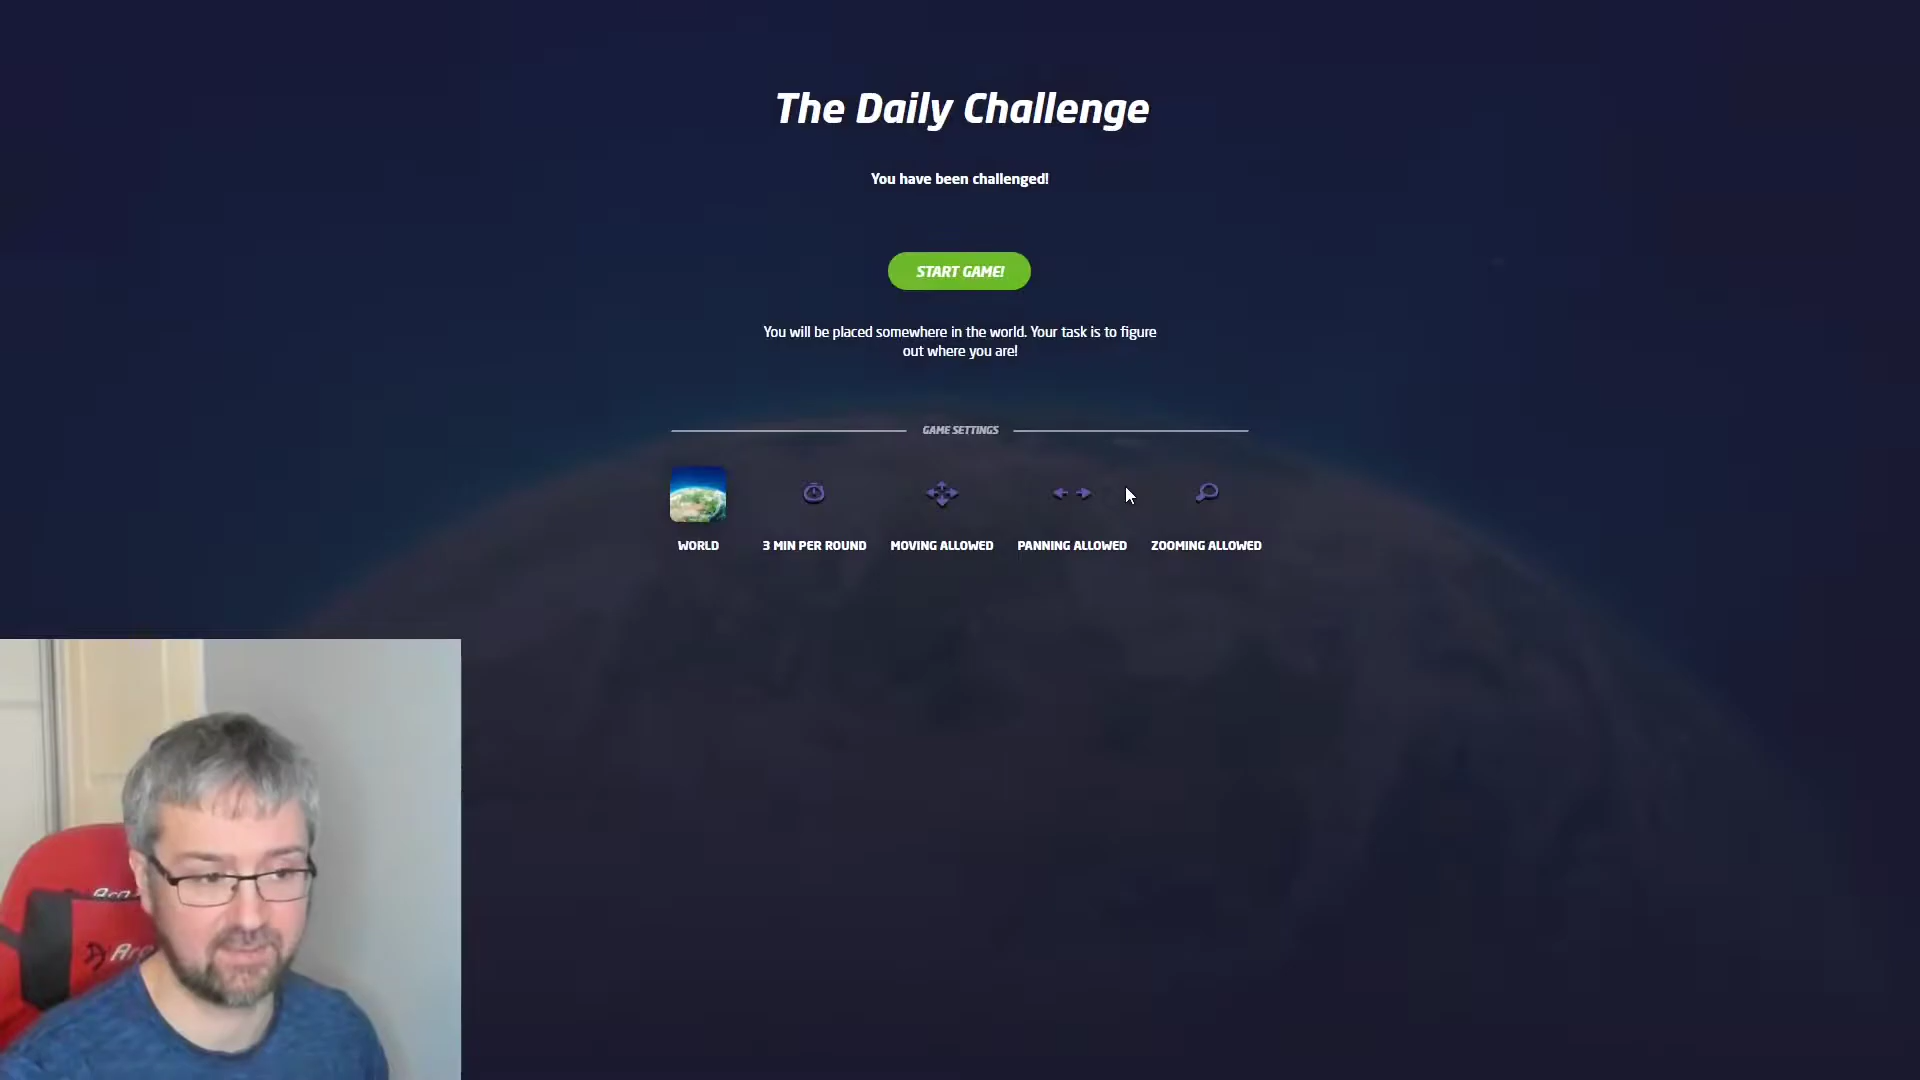 The Daily Challenge
You have been challenged!
START GAME!
You will be placed somewhere in the world. Your task is to figure
out where you are!
GAME SETTINGS
WORLD
3 MIN PER ROUND
MOVING ALLOWED
PANNING ALLOWED
ZOOMING ALLOWED